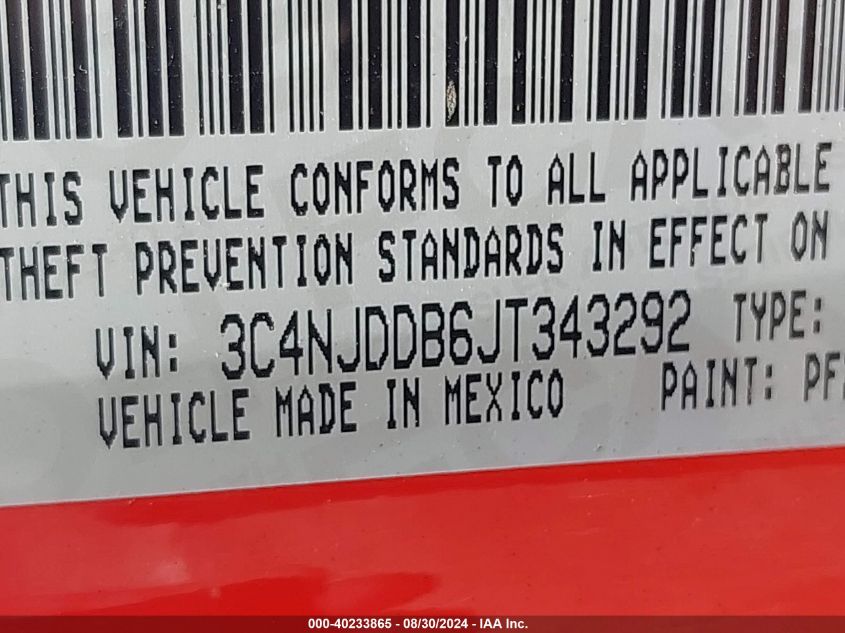 THIS VEHICLE CONFORMS TO ALL APPLICABLE
THEFT PREVENTION STANDARDS IN EFFECT ON
VIN: 3C4NJDDB6JT343292 TYPE:
VEHICLE MADE IN MEXICO PAINT: PF
000-40233865 - 08/30/2024 - IAA Inc.